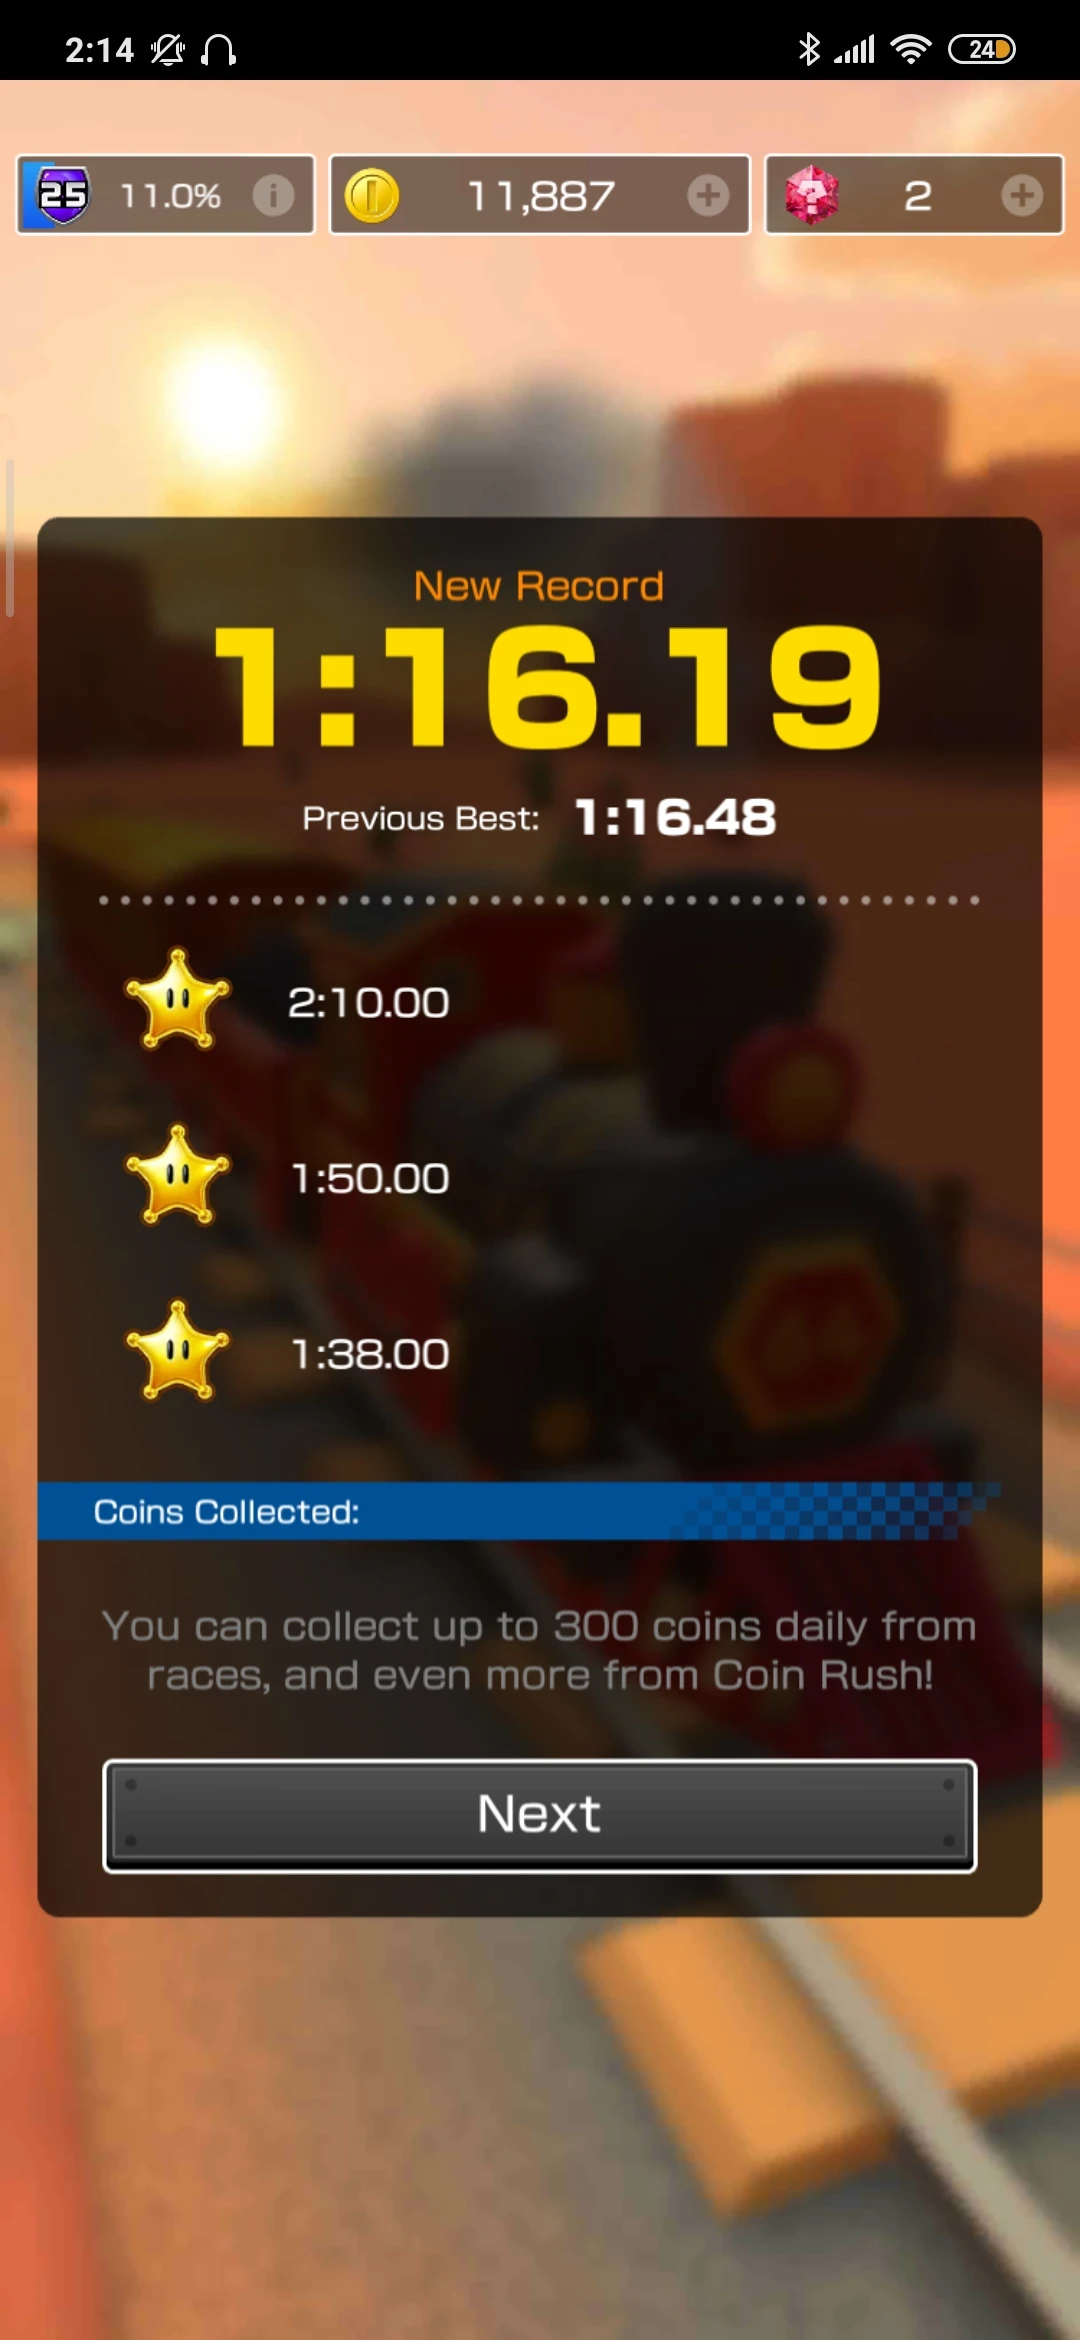 2:14 24
25 11.0% i 11,887 + 2 +
New Record
1:16.19
Previous Best: 1:16.48
2:10.00
1:50.00
1:38.00
Coins Collected:
You can collect up to 300 coins daily from
races, and even more from Coin Rush!
Next